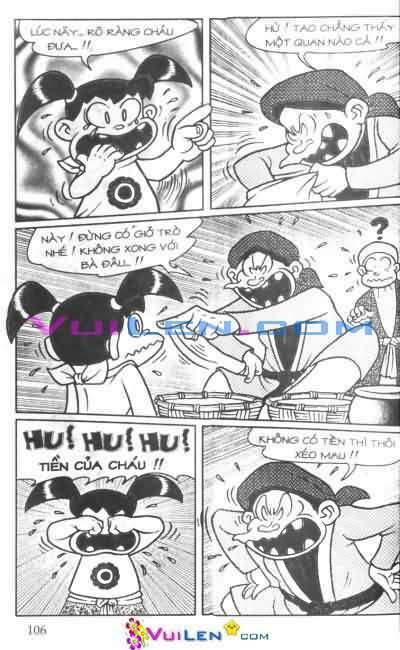 LÚC NÃY... RÕ RÀNG CHÁU
ĐƯA... !!
HỪ ! TAO CHẲNG THẤY
MỘT QUAN NÀO CẢ !!
NÀY ! ĐỪNG CÓ GIỞ TRÒ
NHÉ ! KHÔNG XONG VỚI
BÀ ĐÂU... !
?
VUILEN.COM
HU! HU! HU!
TIỀN CỦA CHÁU !!
KHÔNG CÓ TIỀN THÌ THÔI
XÉO MAU !!
106
VUILEN.COM